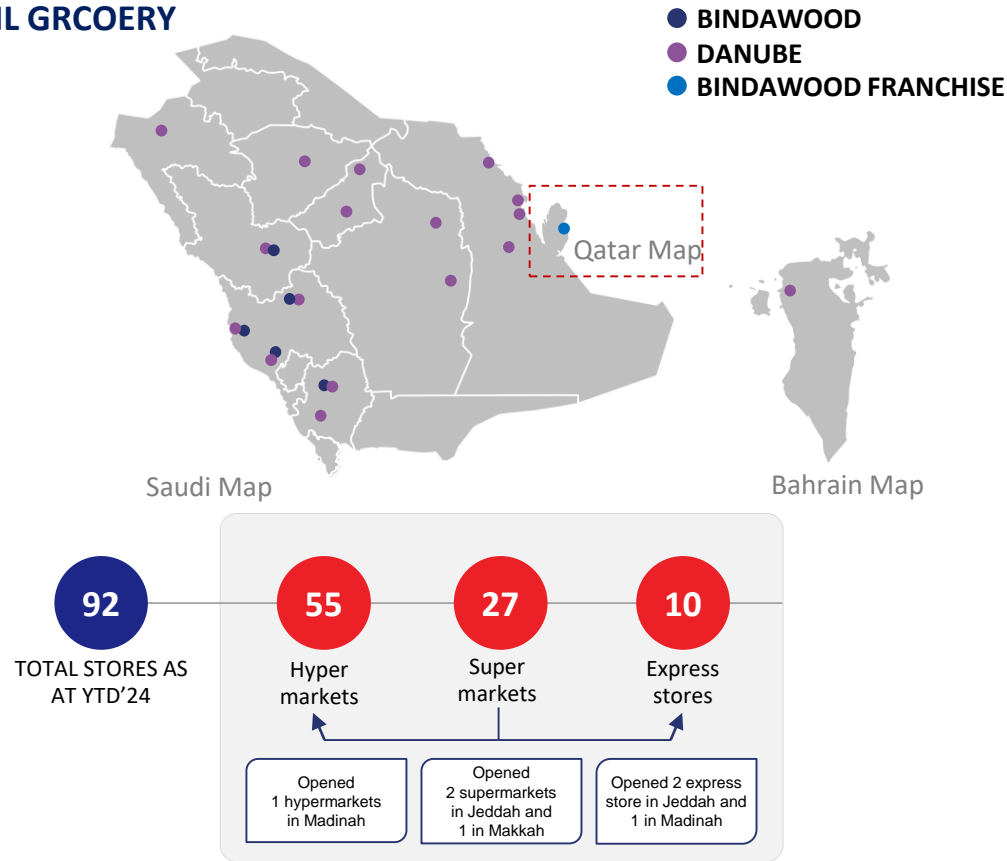 IL GRCOERY
BINDAWOOD
DANUBE
BINDAWOOD FRANCHISE
Qatar Map
Saudi Map
Bahrain Map
92
55
27
10
TOTAL STORES AS
AT YTD'24
Hyper
markets
Super
markets
Express
stores
Opened
1 hypermarkets
in Madinah
Opened
2 supermarkets
in Jeddah and
1 in Makkah
Opened 2 express
store in Jeddah and
1 in Madinah